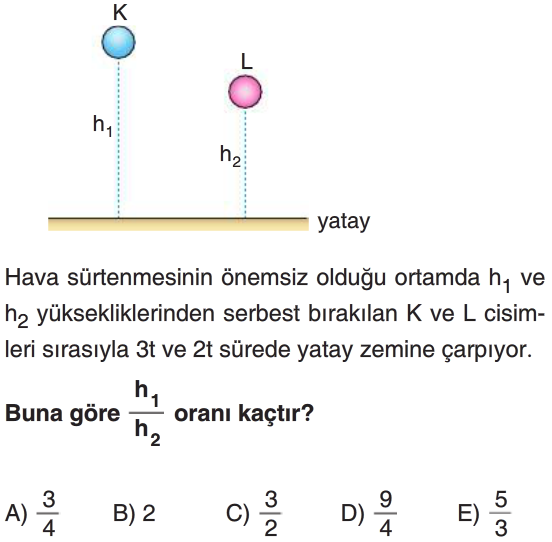 K
L
h₁
h₂
yatay
Hava sürtenmesinin önemsiz olduğu ortamda h₁ ve
h₂ yüksekliklerinden serbest bırakılan K ve L cisim-
leri sırasıyla 3t ve 2t sürede yatay zemine çarpıyor.
Buna göre h₁/h₂ oranı kaçtır?
A) 3/4 B) 2 C) 3/2 D) 9/4 E) 5/3